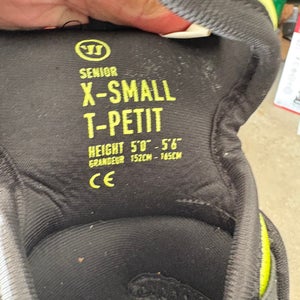 SENIOR
X-SMALL
T-PETIT
HEIGHT 5'0" - 5'6"
GRANDEUR 152CM - 165CM
CE